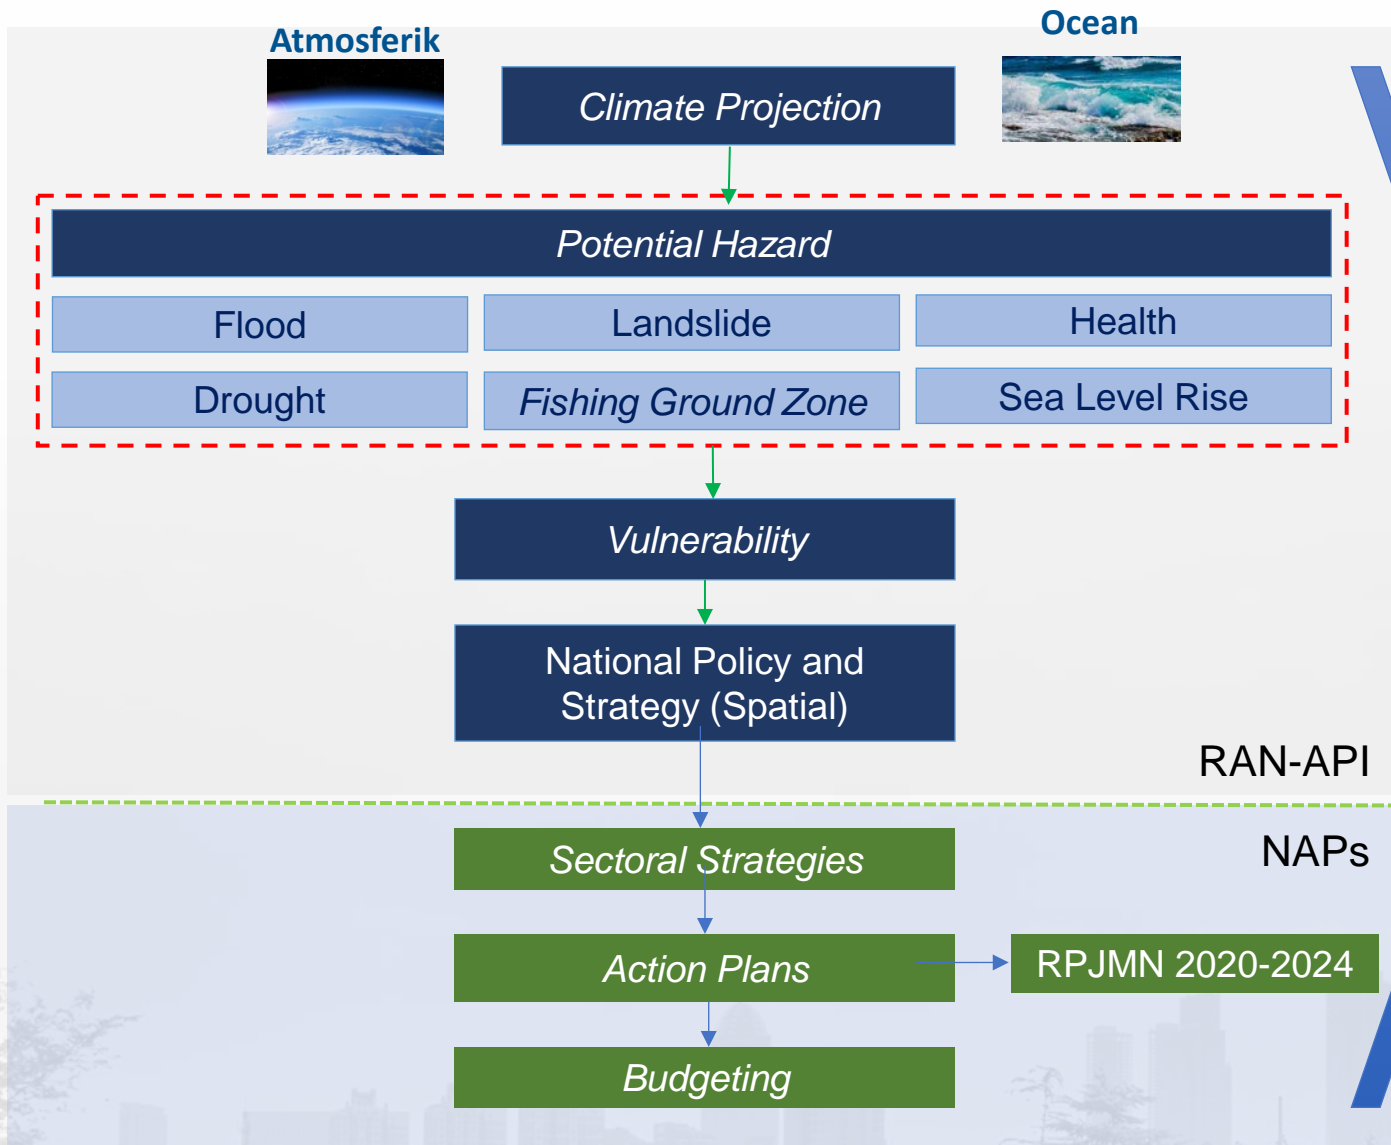 Atmosferik
Ocean
Climate Projection
Potential Hazard
Flood
Landslide
Health
Drought
Fishing Ground Zone
Sea Level Rise
Vulnerability
National Policy and
Strategy (Spatial)
RAN-API
NAPs
Sectoral Strategies
Action Plans
RPJMN 2020-2024
Budgeting